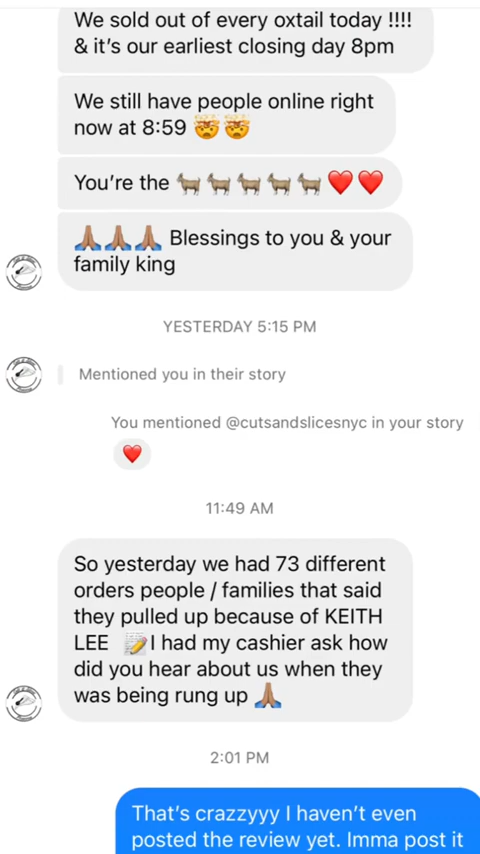 We sold out of every oxtail today !!!!
& it's our earliest closing day 8pm
We still have people online right
now at 8:59 🤯🤯
You're the 🐐🐐🐐🐐🐐❤️❤️
🙏🏽🙏🏽🙏🏽 Blessings to you & your
family king
YESTERDAY 5:15 PM
Mentioned you in their story
You mentioned @cutsandslicesnyc in your story
❤️
11:49 AM
So yesterday we had 73 different
orders people / families that said
they pulled up because of KEITH
LEE 📝I had my cashier ask how
did you hear about us when they
was being rung up 🙏🏽
2:01 PM
That's crazzyyy I haven't even
posted the review yet. Imma post it